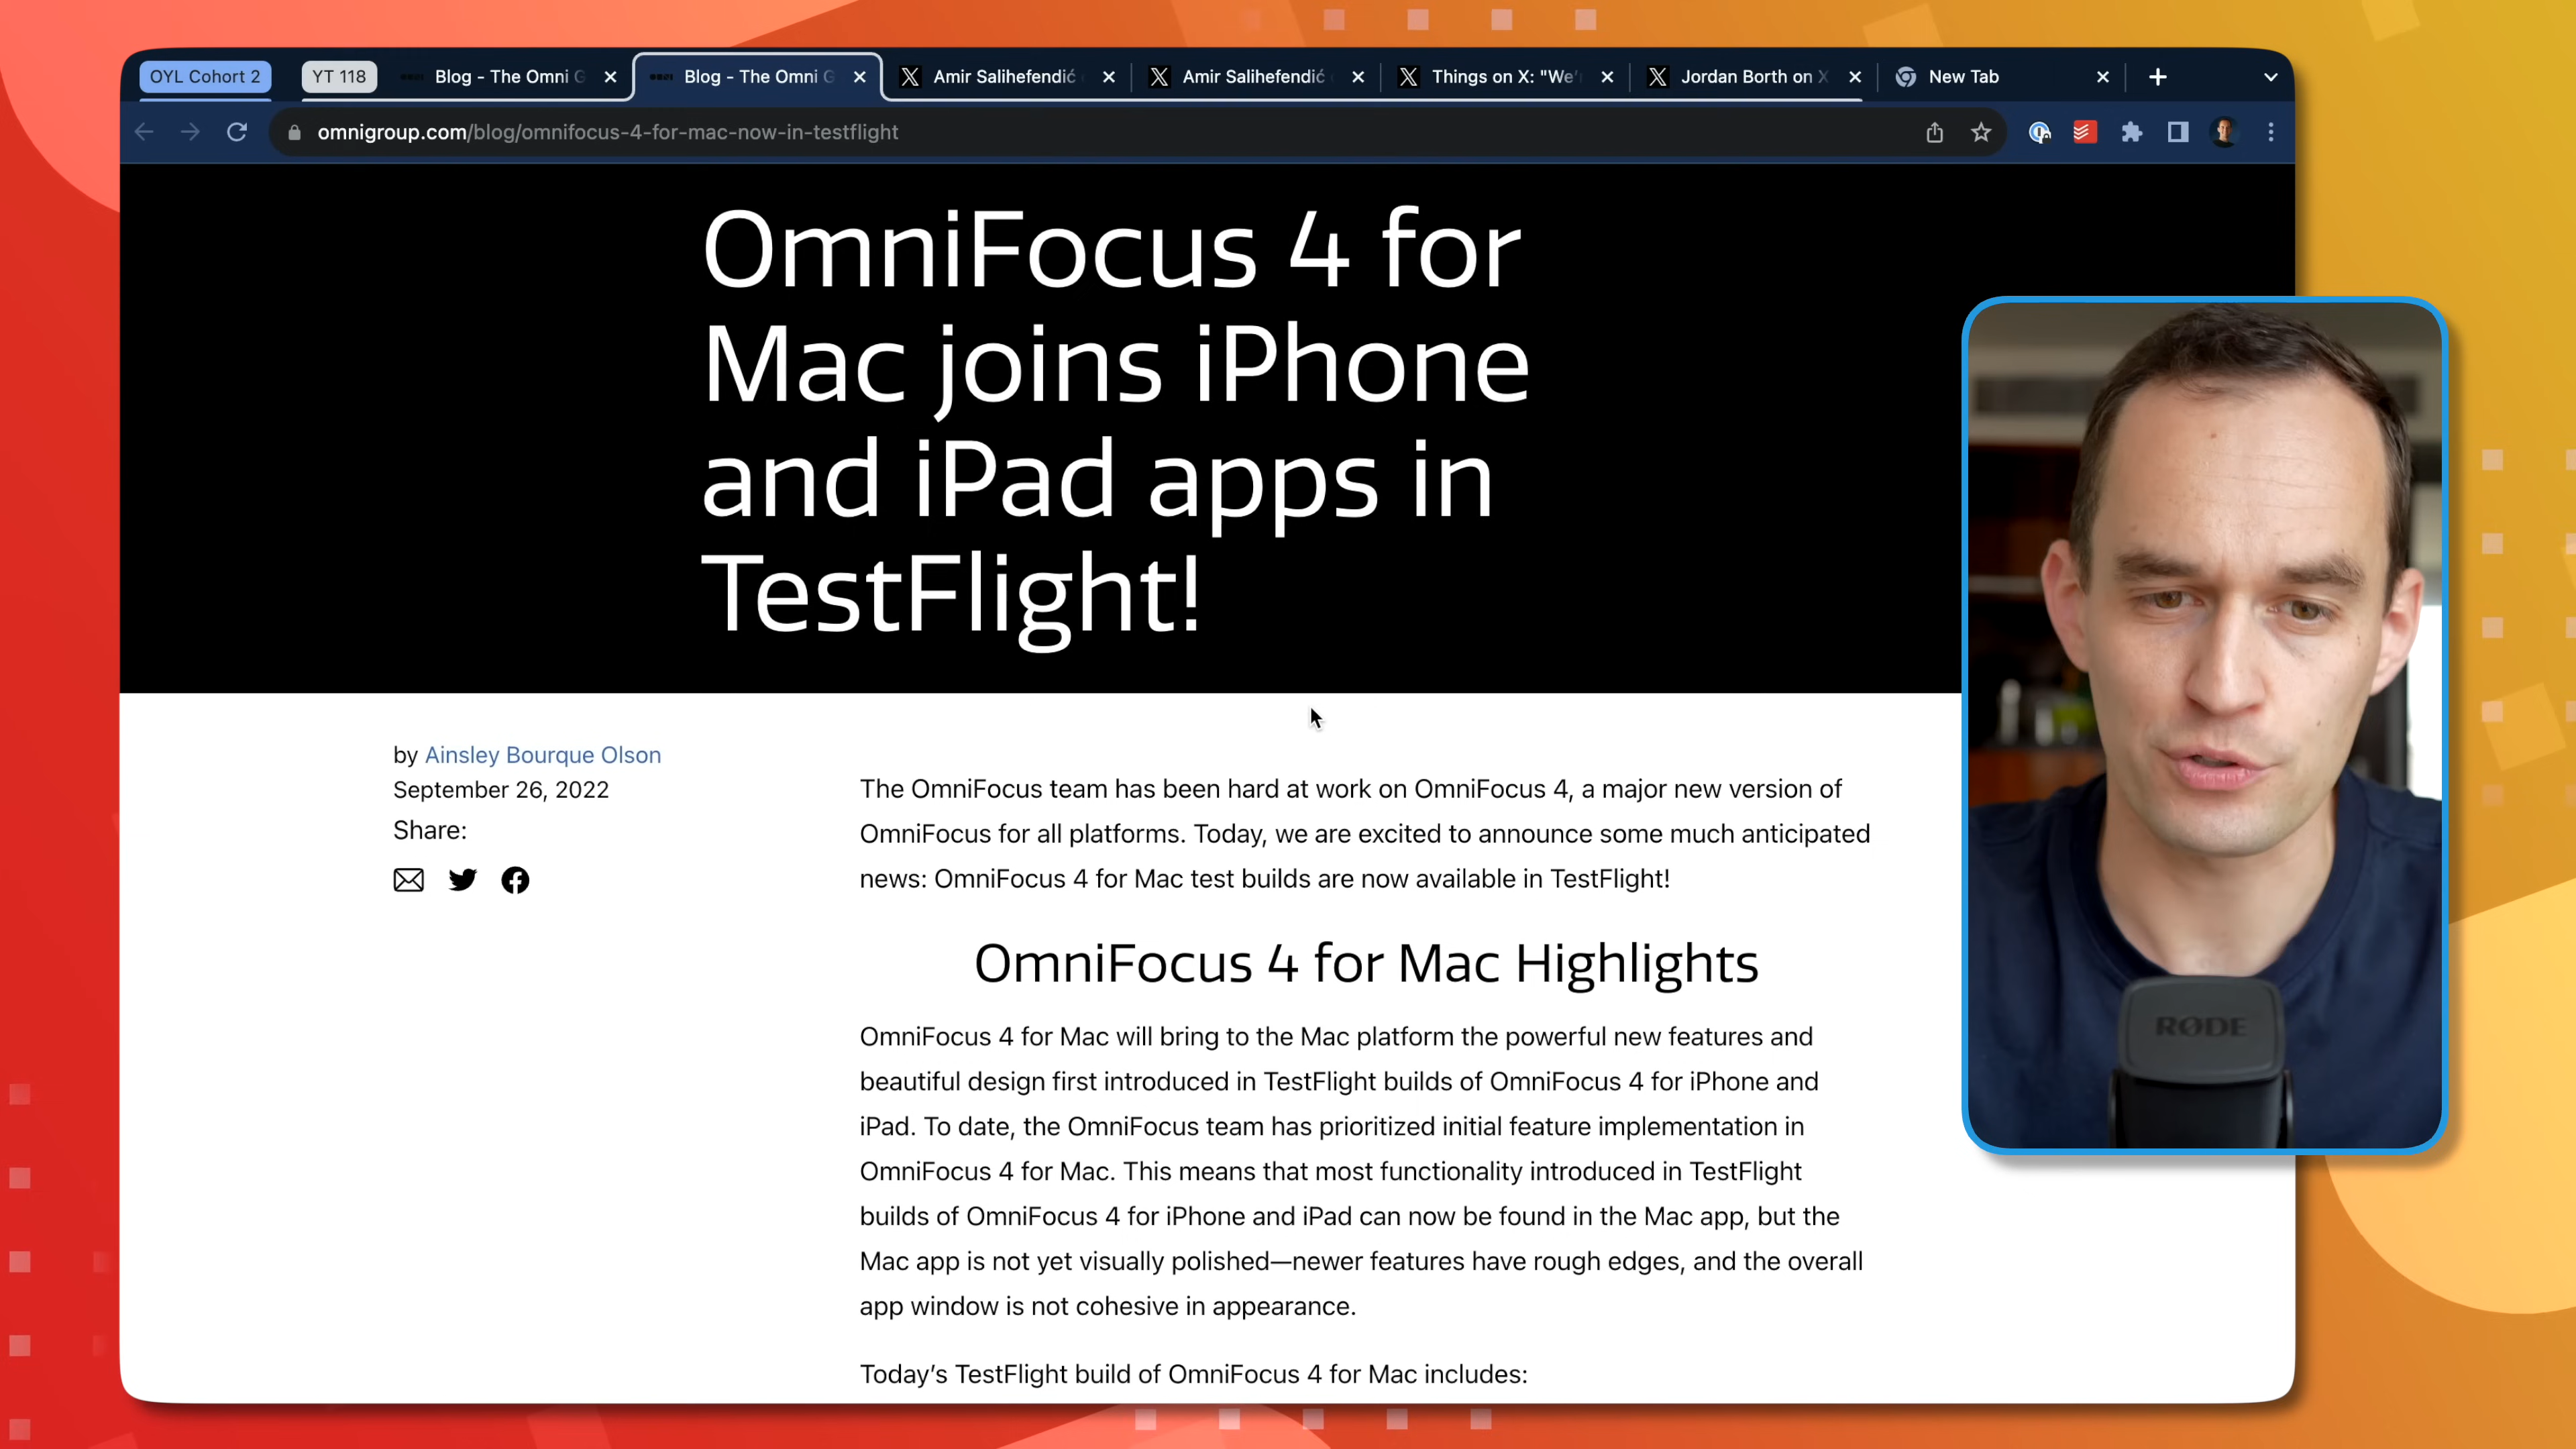 OYL Cohort 2
YT 118
Blog - The Omni G
Blog - The Omni G
Amir Salihefendić
Amir Salihefendić
Things on X: "We'
Jordan Borth on X
New Tab
omnigroup.com/blog/omnifocus-4-for-mac-now-in-testflight
OmniFocus 4 for
Mac joins iPhone
and iPad apps in
TestFlight!
by Ainsley Bourque Olson
September 26, 2022
Share:
The OmniFocus team has been hard at work on OmniFocus 4, a major new version of
OmniFocus for all platforms. Today, we are excited to announce some much anticipated
news: OmniFocus 4 for Mac test builds are now available in TestFlight!
OmniFocus 4 for Mac Highlights
OmniFocus 4 for Mac will bring to the Mac platform the powerful new features and
beautiful design first introduced in TestFlight builds of OmniFocus 4 for iPhone and
iPad. To date, the OmniFocus team has prioritized initial feature implementation in
OmniFocus 4 for Mac. This means that most functionality introduced in TestFlight
builds of OmniFocus 4 for iPhone and iPad can now be found in the Mac app, but the
Mac app is not yet visually polished—newer features have rough edges, and the overall
app window is not cohesive in appearance.
Today's TestFlight build of OmniFocus 4 for Mac includes:
RØDE